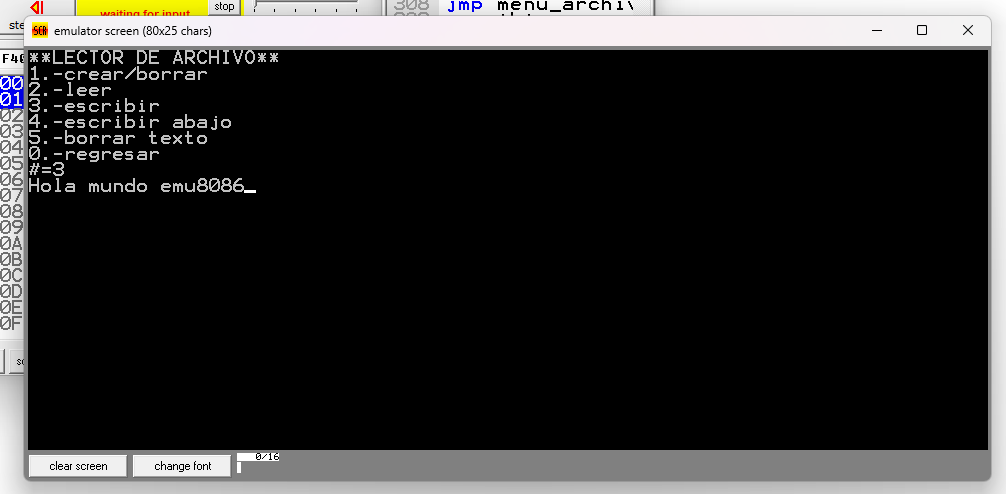 waiting for input
stop
308
jmp menu_archi
ste
SCR
emulator screen (80x25 chars)
F40
00
01
02
03
04
05
06
07
08
09
0A
0B
0C
0D
0E
0F
sc
**LECTOR DE ARCHIVO**
1.-crear/borrar
2.-leer
3.-escribir
4.-escribir abajo
5.-borrar texto
0.-regresar
#=3
Hola mundo emu8086_
clear screen
change font
0/16